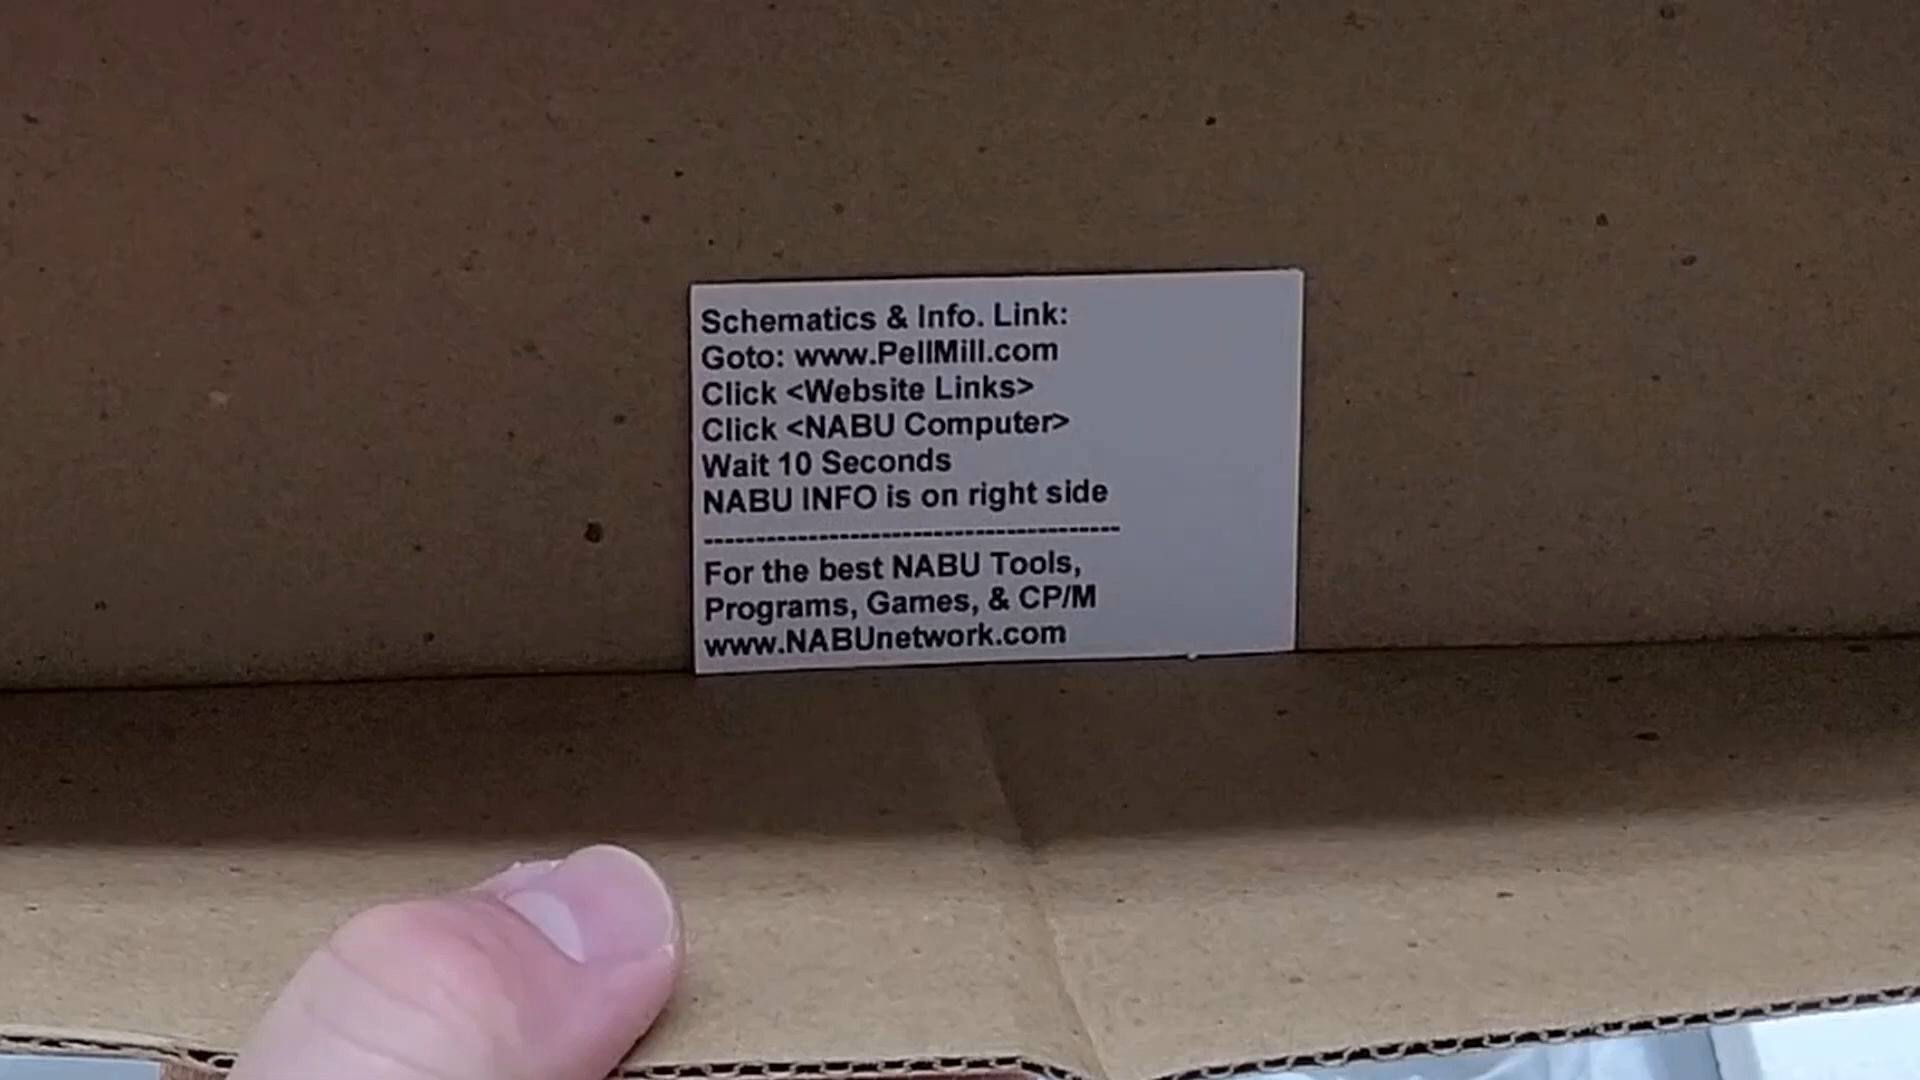 Schematics & Info. Link:
Goto: www.PellMill.com
Click <Website Links>
Click <NABU Computer>
Wait 10 Seconds
NABU INFO is on right side
----------------------------------------
For the best NABU Tools,
Programs, Games, & CP/M
www.NABUnetwork.com